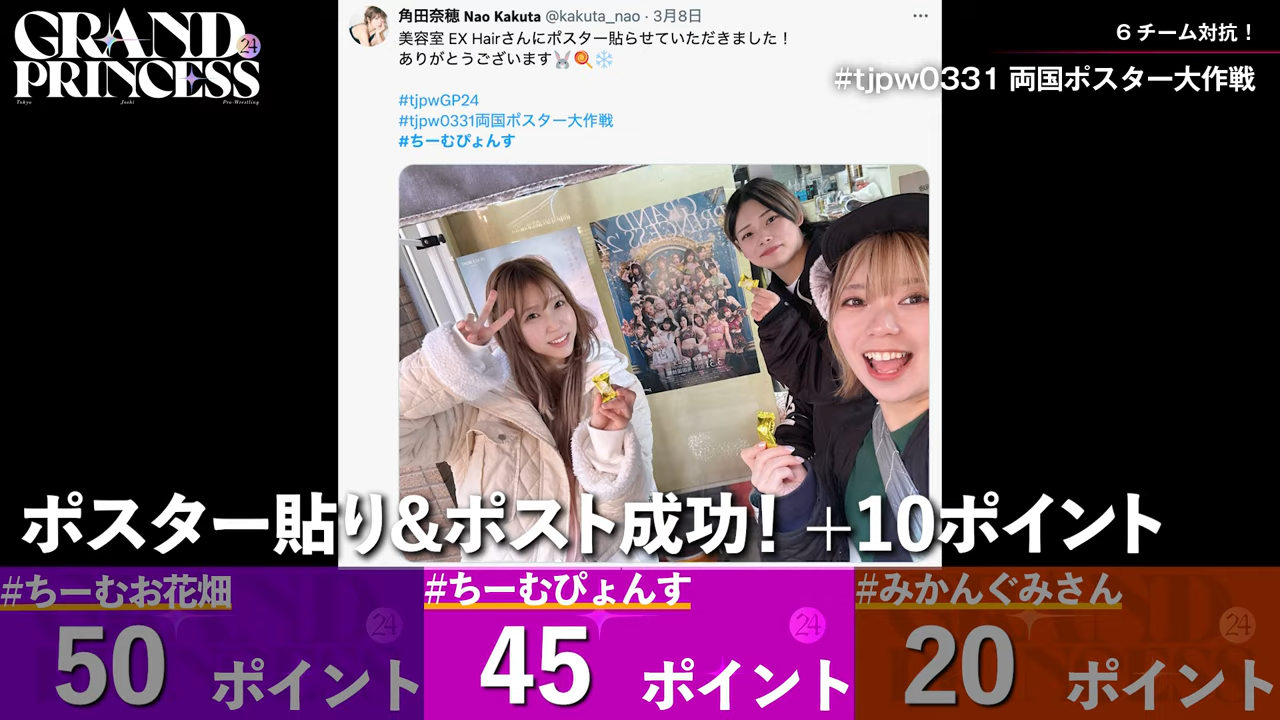 GRAND
PRINCESS
24
Tokyo Joshi Pro-Wrestling
角田奈穂 Nao Kakuta @kakuta_nao · 3月8日
美容室 EX Hairさんにポスター貼らせていただきました！
ありがとうございます🐰🍭❄️
#tjpwGP24
#tjpw0331両国ポスター大作戦
#ちーむぴょんす
6 チーム対抗！
#tjpw0331 両国ポスター大作戦
GRAND
PRINCESS 24
ポスター貼り&ポスト成功！＋10ポイント
#ちーむお花畑
50 ポイント
#ちーむぴょんす
45 ポイント
#みかんぐみさん
20 ポイント